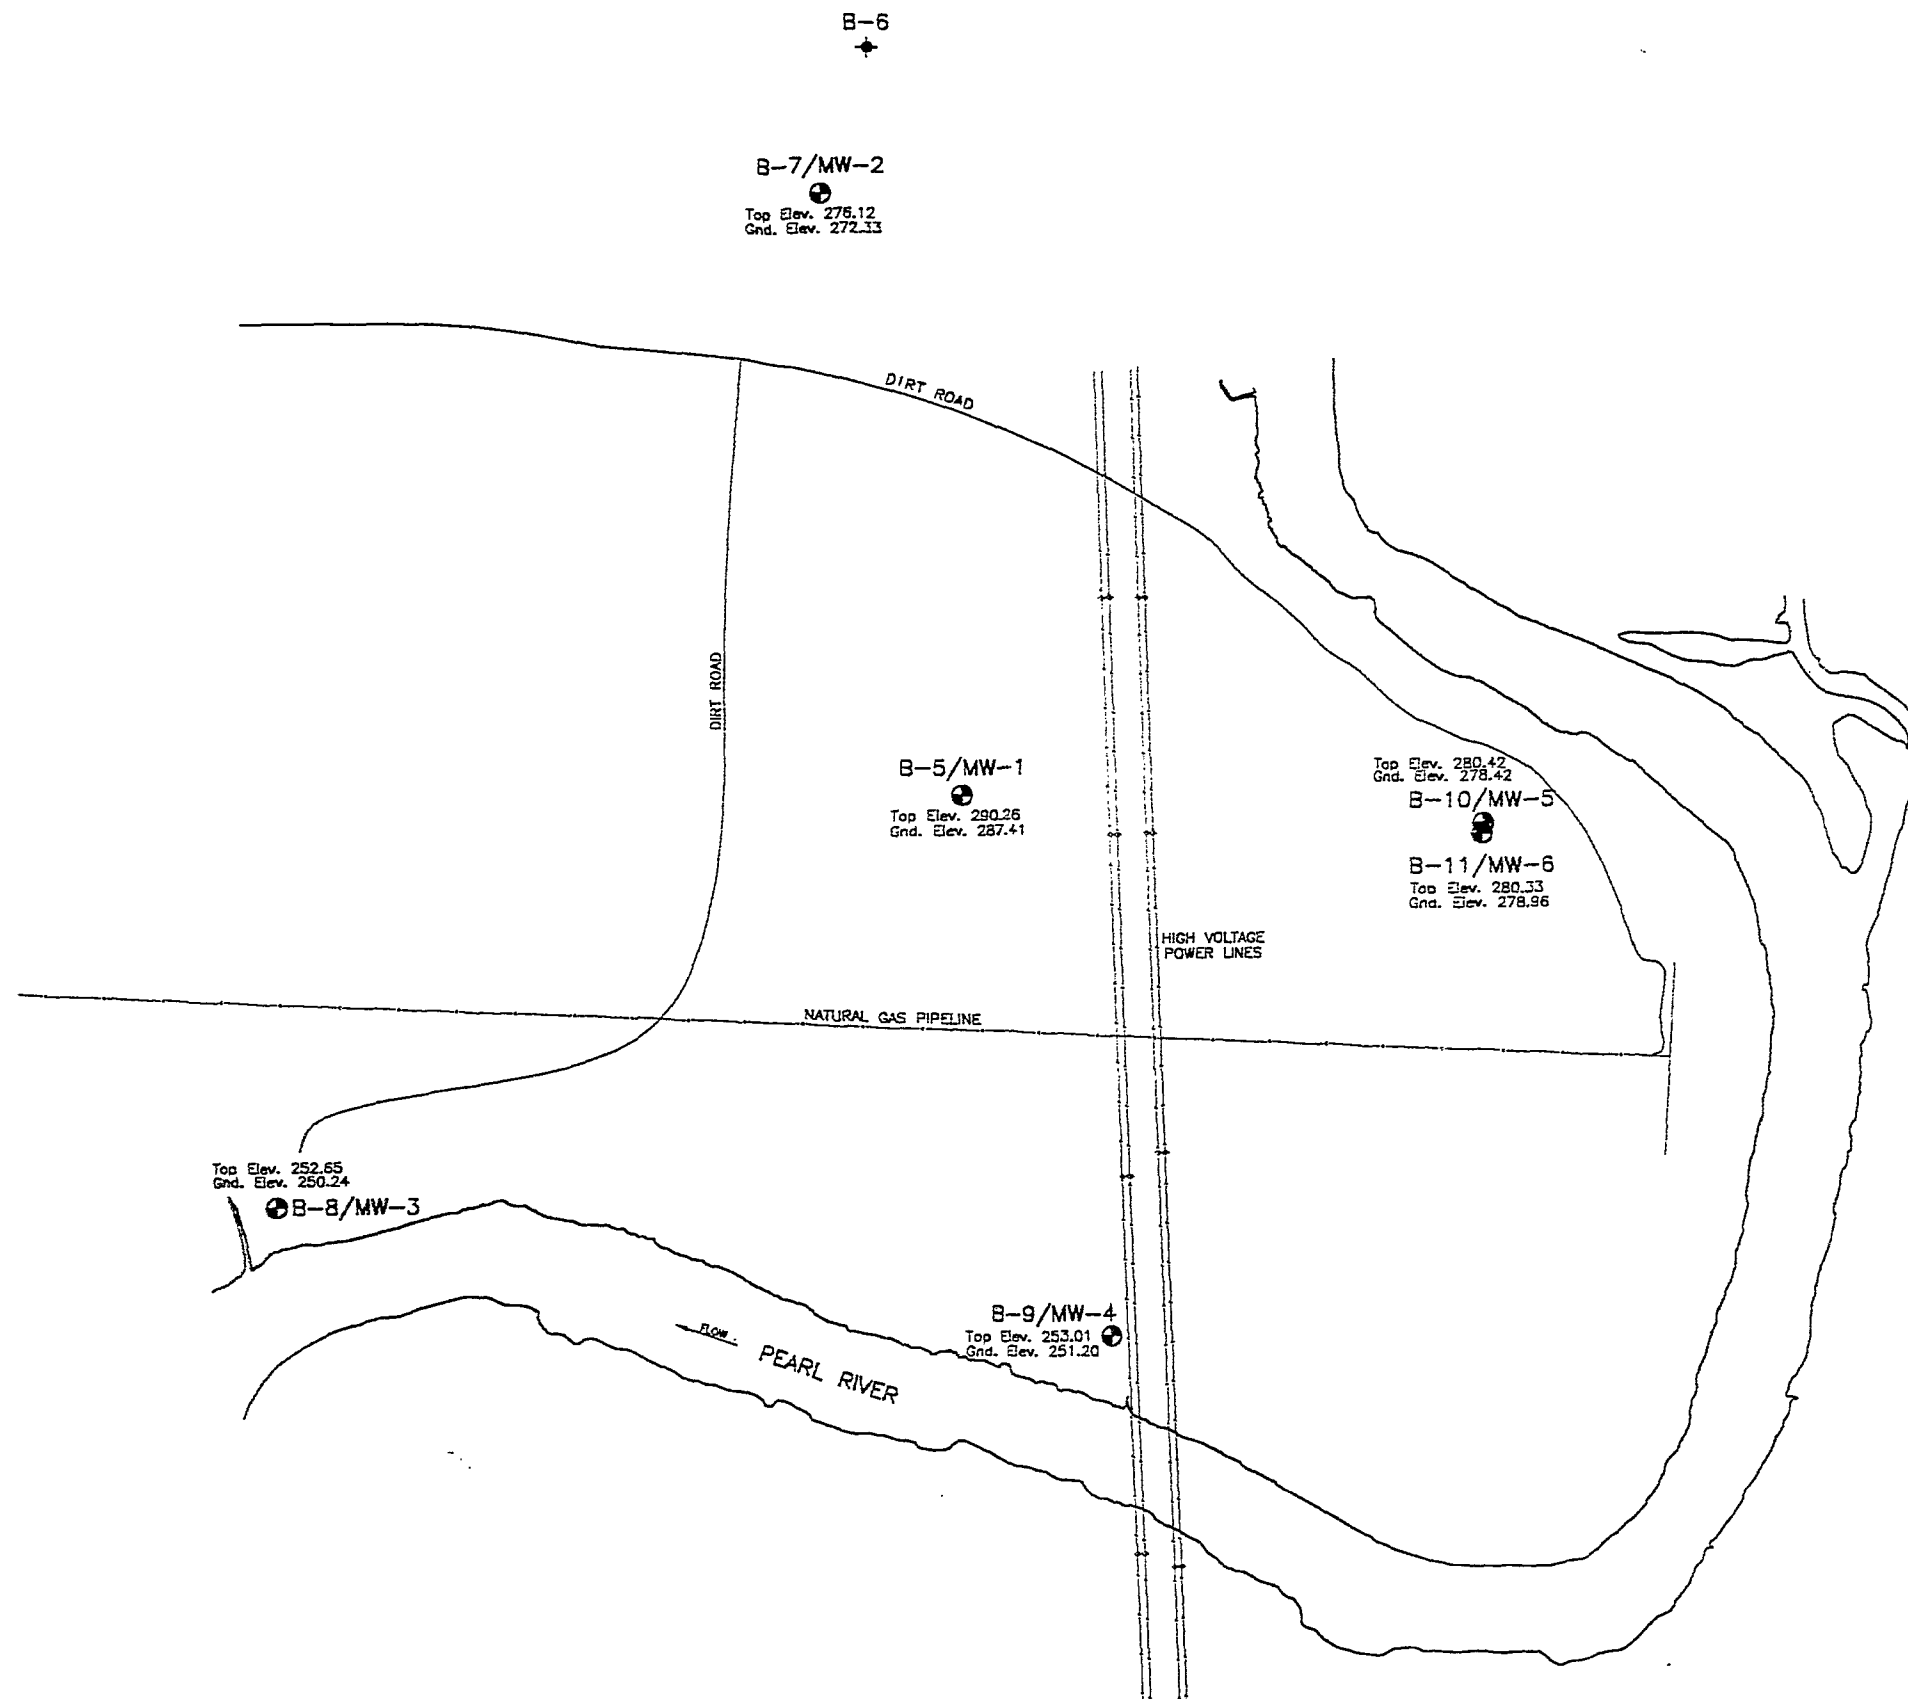 B-6
B-7/MW-2
Top Elev. 276.12
Gnd. Elev. 272.33
DIRT ROAD
DIRT ROAD
B-5/MW-1
Top Elev. 290.26
Gnd. Elev. 287.41
Top Elev. 280.42
Gnd. Elev. 278.42
B-10/MW-5
B-11/MW-6
Top Elev. 280.33
Gnd. Elev. 278.96
HIGH VOLTAGE
POWER LINES
NATURAL GAS PIPELINE
Top Elev. 252.65
Gnd. Elev. 250.24
B-8/MW-3
B-9/MW-4
Top Elev. 253.01
Gnd. Elev. 251.20
FLOW
PEARL RIVER